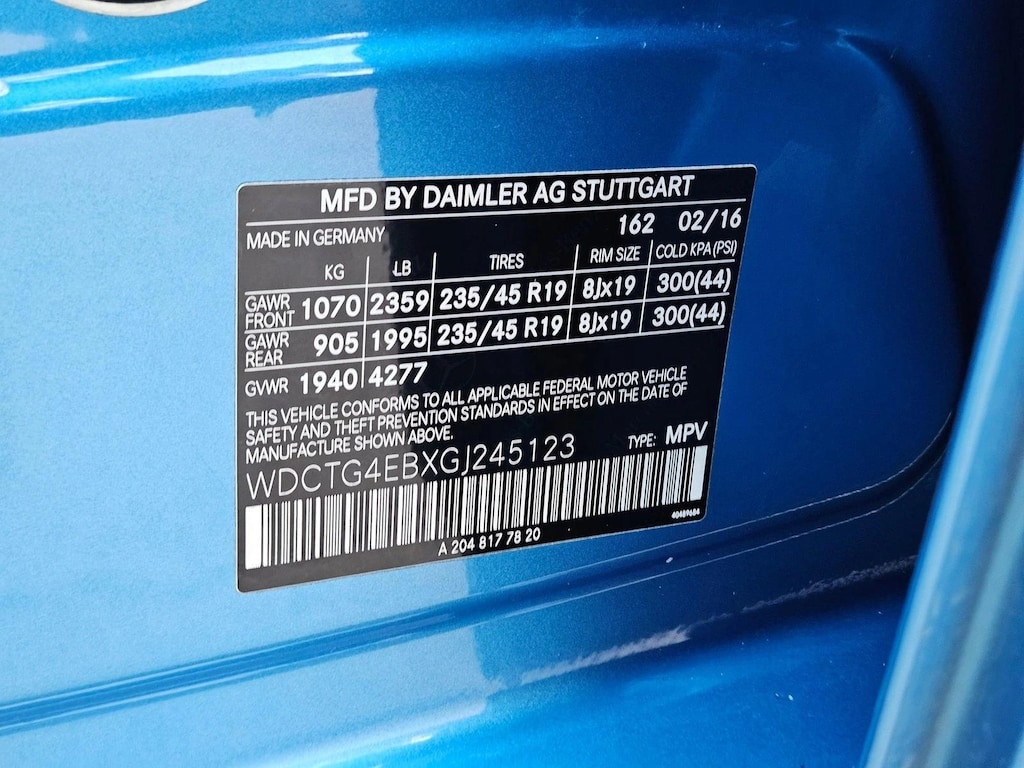 MFD BY DAIMLER AG STUTTGART
162 02/16
MADE IN GERMANY
KG LB TIRES RIM SIZE COLD KPA (PSI)
GAWR FRONT 1070 2359 235/45 R19 8Jx19 300(44)
GAWR REAR 905 1995 235/45 R19 8Jx19 300(44)
GVWR 1940 4277
THIS VEHICLE CONFORMS TO ALL APPLICABLE FEDERAL MOTOR VEHICLE
SAFETY AND THEFT PREVENTION STANDARDS IN EFFECT ON THE DATE OF
MANUFACTURE SHOWN ABOVE.
TYPE: MPV
WDCTG4EBXGJ245123
40489684
A 204 817 78 20